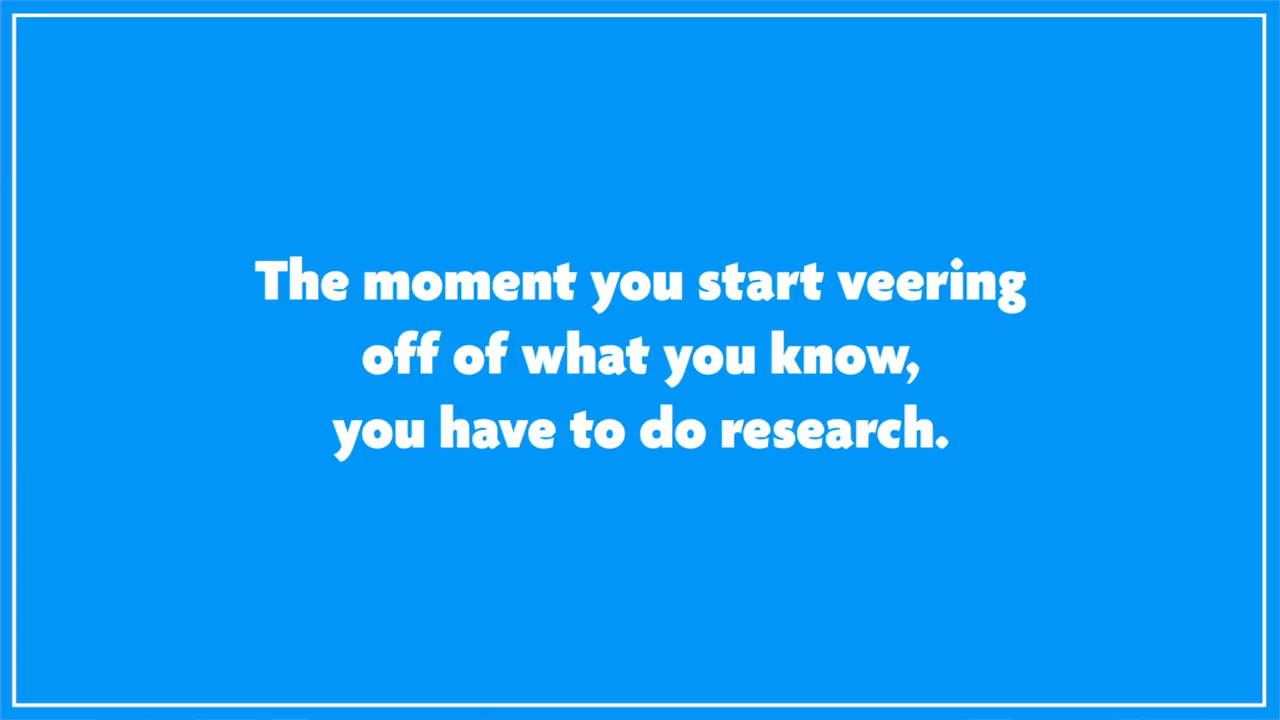 The moment you start veering
off of what you know,
you have to do research.